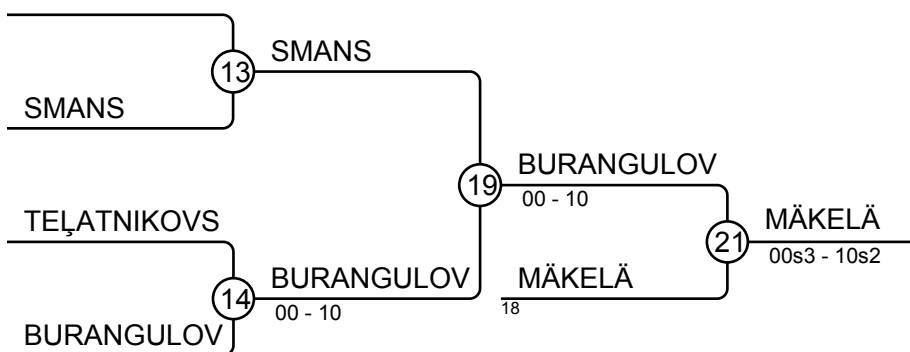 13
SMANS
SMANS
19
BURANGULOV
00 - 10
TEĻATNIKOVS
21
MÄKELÄ
00s3 - 10s2
14
BURANGULOV
00 - 10
MÄKELÄ
18
BURANGULOV